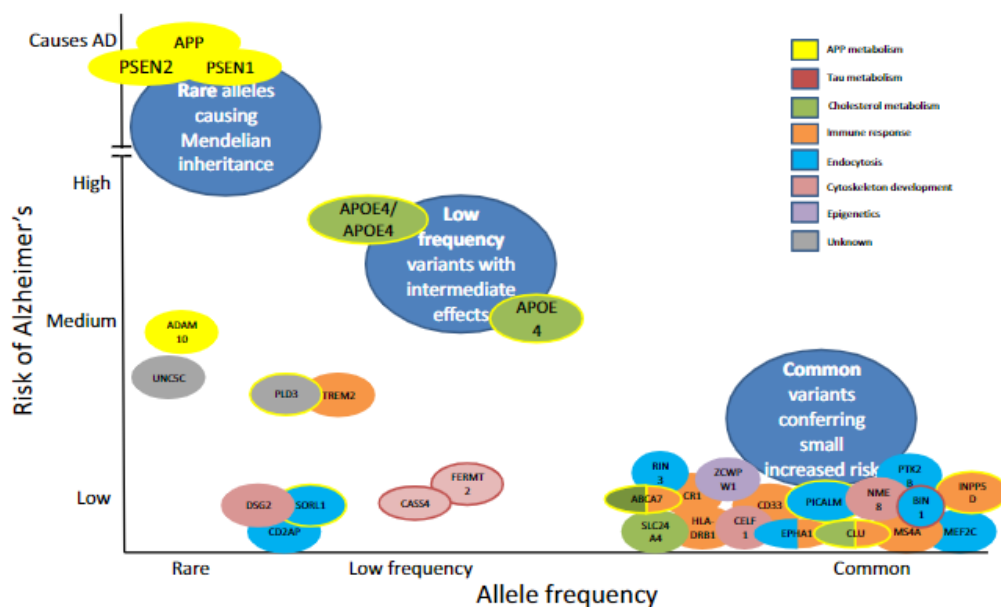 Causes AD
High
Medium
Low
Risk of Alzheimer's
APP
PSEN2
PSEN1
Rare alleles
causing
Mendelian
inheritance
APOE4/
APOE4
Low
frequency
variants with
intermediate
effects
APOE
4
ADAM
10
UNC5C
PLD3
TREM2
FERMT
2
CASS4
DSG2
SORL1
CD2AP
Common
variants
conferring
small
increased risk
RIN
3
ZCWP
W1
PTK2
B
ABCA7
CR1
CD33
PICALM
NME
8
BIN
1
INPP5
D
SLC24
A4
HLA-
DRB1
CELF
1
EPHA1
CLU
MS4A
MEF2C
Rare
Low frequency
Common
Allele frequency
APP metabolism
Tau metabolism
Cholesterol metabolism
Immune response
Endocytosis
Cytoskeleton development
Epigenetics
Unknown